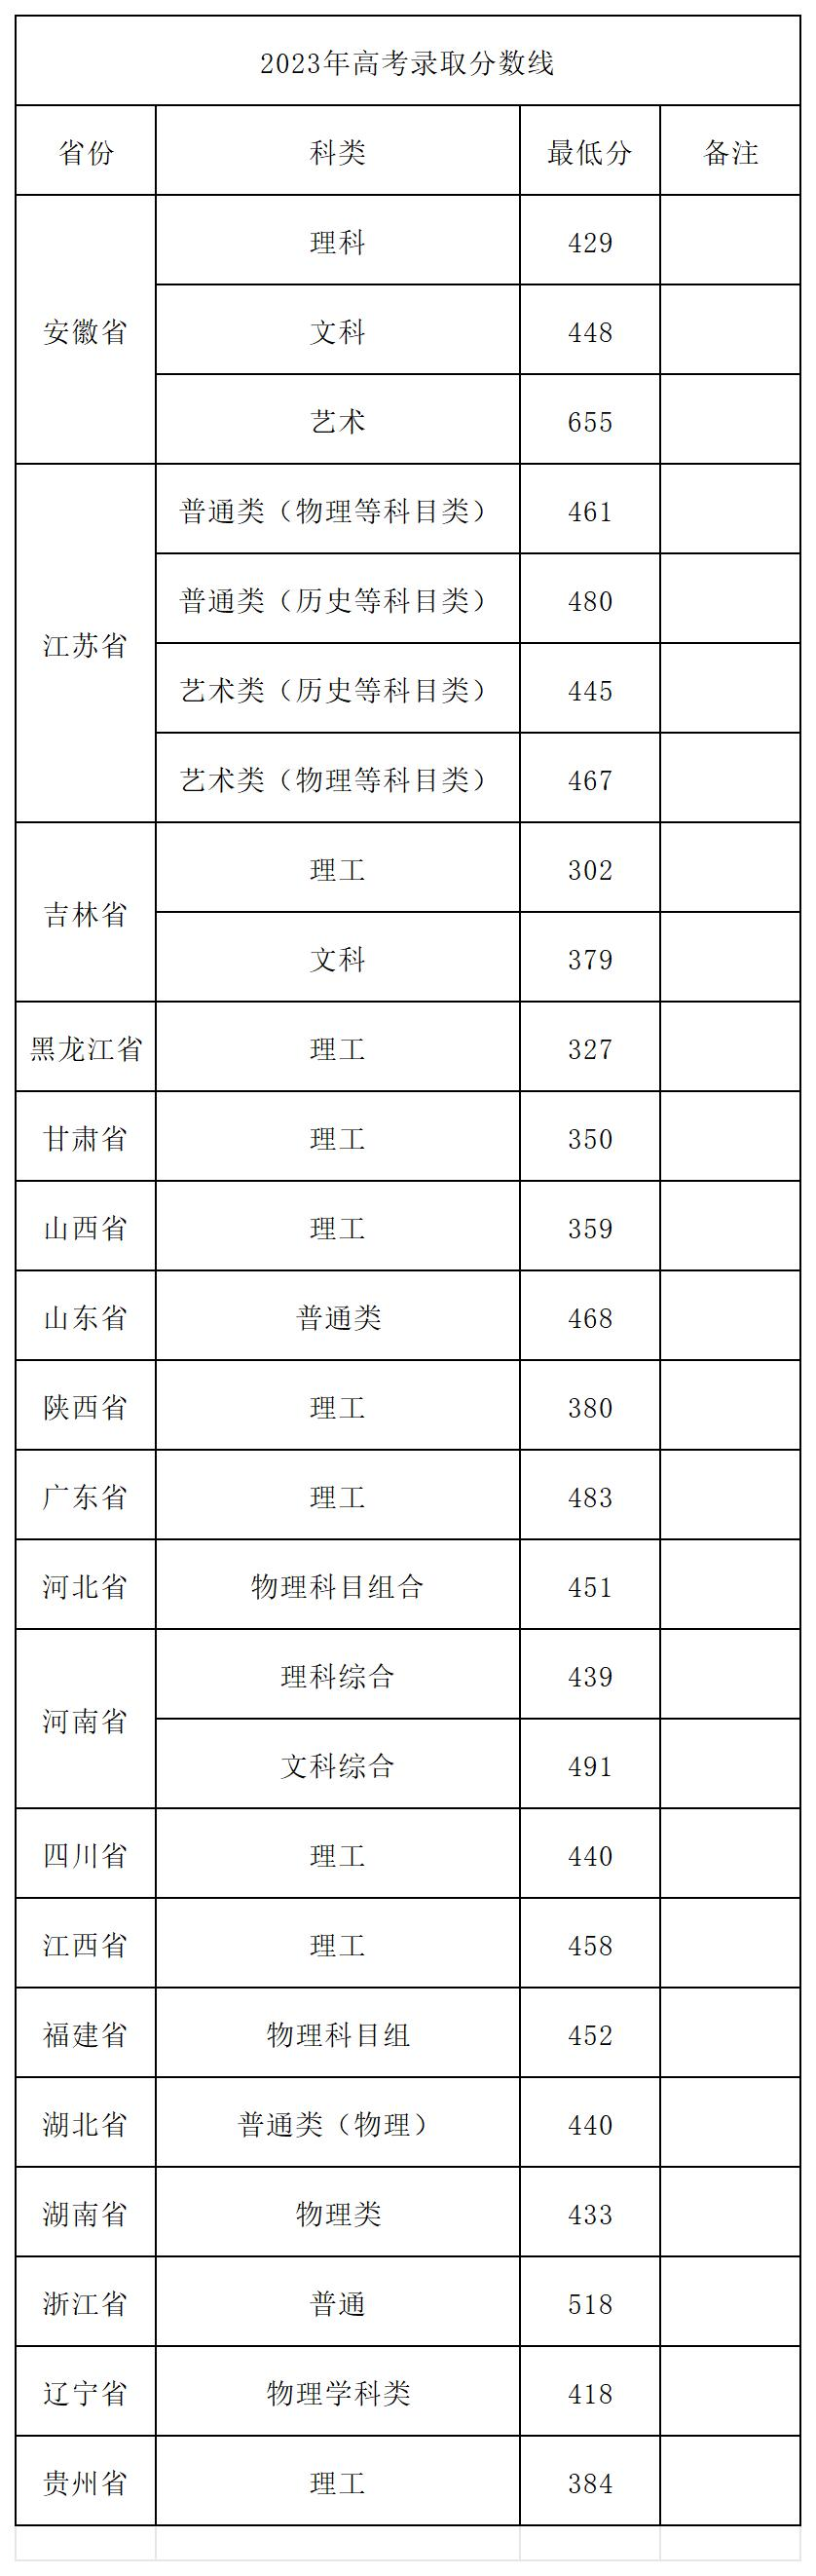 2023年高考录取分数线
省份 科类 最低分 备注
安徽省 理科 429
文科 448
艺术 655
江苏省 普通类（物理等科目类） 461
普通类（历史等科目类） 480
艺术类（历史等科目类） 445
艺术类（物理等科目类） 467
吉林省 理工 302
文科 379
黑龙江省 理工 327
甘肃省 理工 350
山西省 理工 359
山东省 普通类 468
陕西省 理工 380
广东省 理工 483
河北省 物理科目组合 451
河南省 理科综合 439
文科综合 491
四川省 理工 440
江西省 理工 458
福建省 物理科目组 452
湖北省 普通类（物理） 440
湖南省 物理类 433
浙江省 普通 518
辽宁省 物理学科类 418
贵州省 理工 384